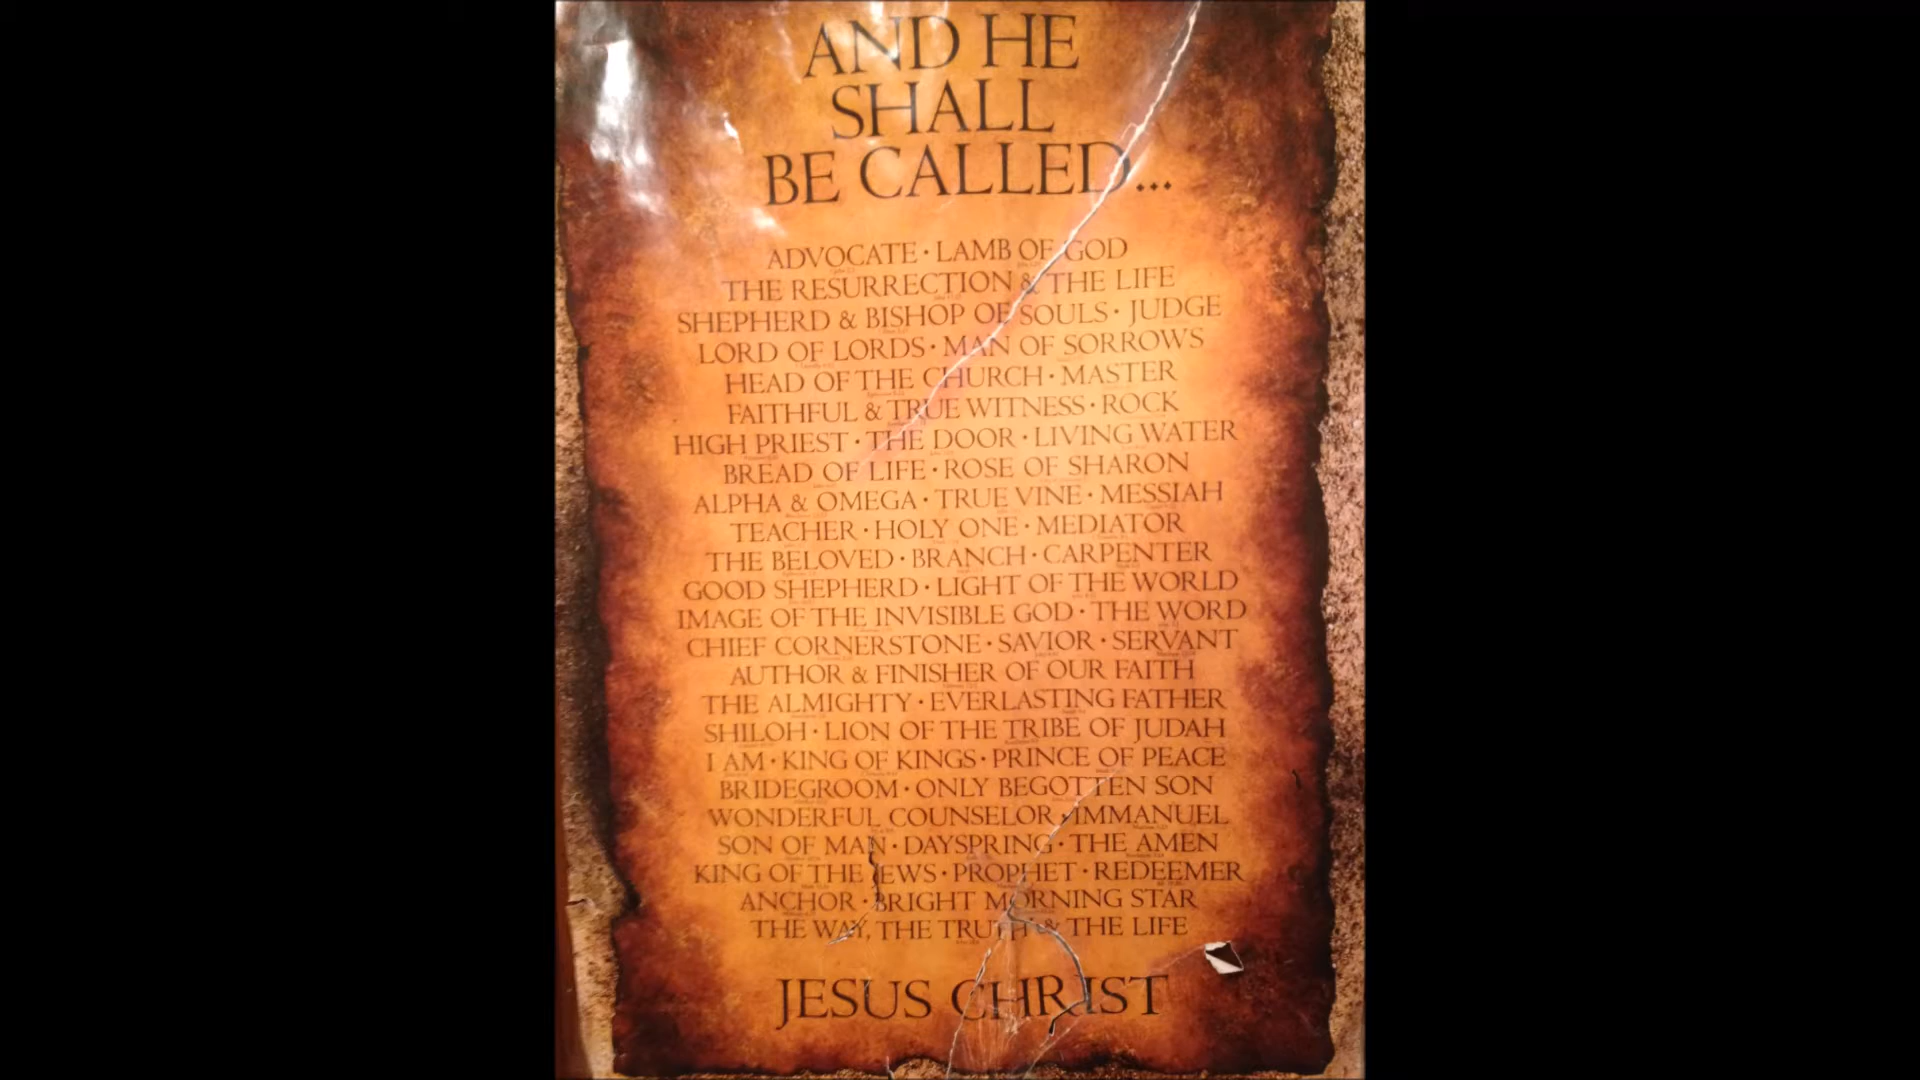 AND HE
SHALL
BE CALLED...
ADVOCATE · LAMB OF GOD
THE RESURRECTION & THE LIFE
SHEPHERD & BISHOP OF SOULS · JUDGE
LORD OF LORDS · MAN OF SORROWS
HEAD OF THE CHURCH · MASTER
FAITHFUL & TRUE WITNESS · ROCK
HIGH PRIEST · THE DOOR · LIVING WATER
BREAD OF LIFE · ROSE OF SHARON
ALPHA & OMEGA · TRUE VINE · MESSIAH
TEACHER · HOLY ONE · MEDIATOR
THE BELOVED · BRANCH · CARPENTER
GOOD SHEPHERD · LIGHT OF THE WORLD
IMAGE OF THE INVISIBLE GOD · THE WORD
CHIEF CORNERSTONE · SAVIOR · SERVANT
AUTHOR & FINISHER OF OUR FAITH
THE ALMIGHTY · EVERLASTING FATHER
SHILOH · LION OF THE TRIBE OF JUDAH
I AM · KING OF KINGS · PRINCE OF PEACE
BRIDEGROOM · ONLY BEGOTTEN SON
WONDERFUL COUNSELOR · IMMANUEL
SON OF MAN · DAYSPRING · THE AMEN
KING OF THE JEWS · PROPHET · REDEEMER
ANCHOR · BRIGHT MORNING STAR
THE WAY, THE TRUTH & THE LIFE
JESUS CHRIST